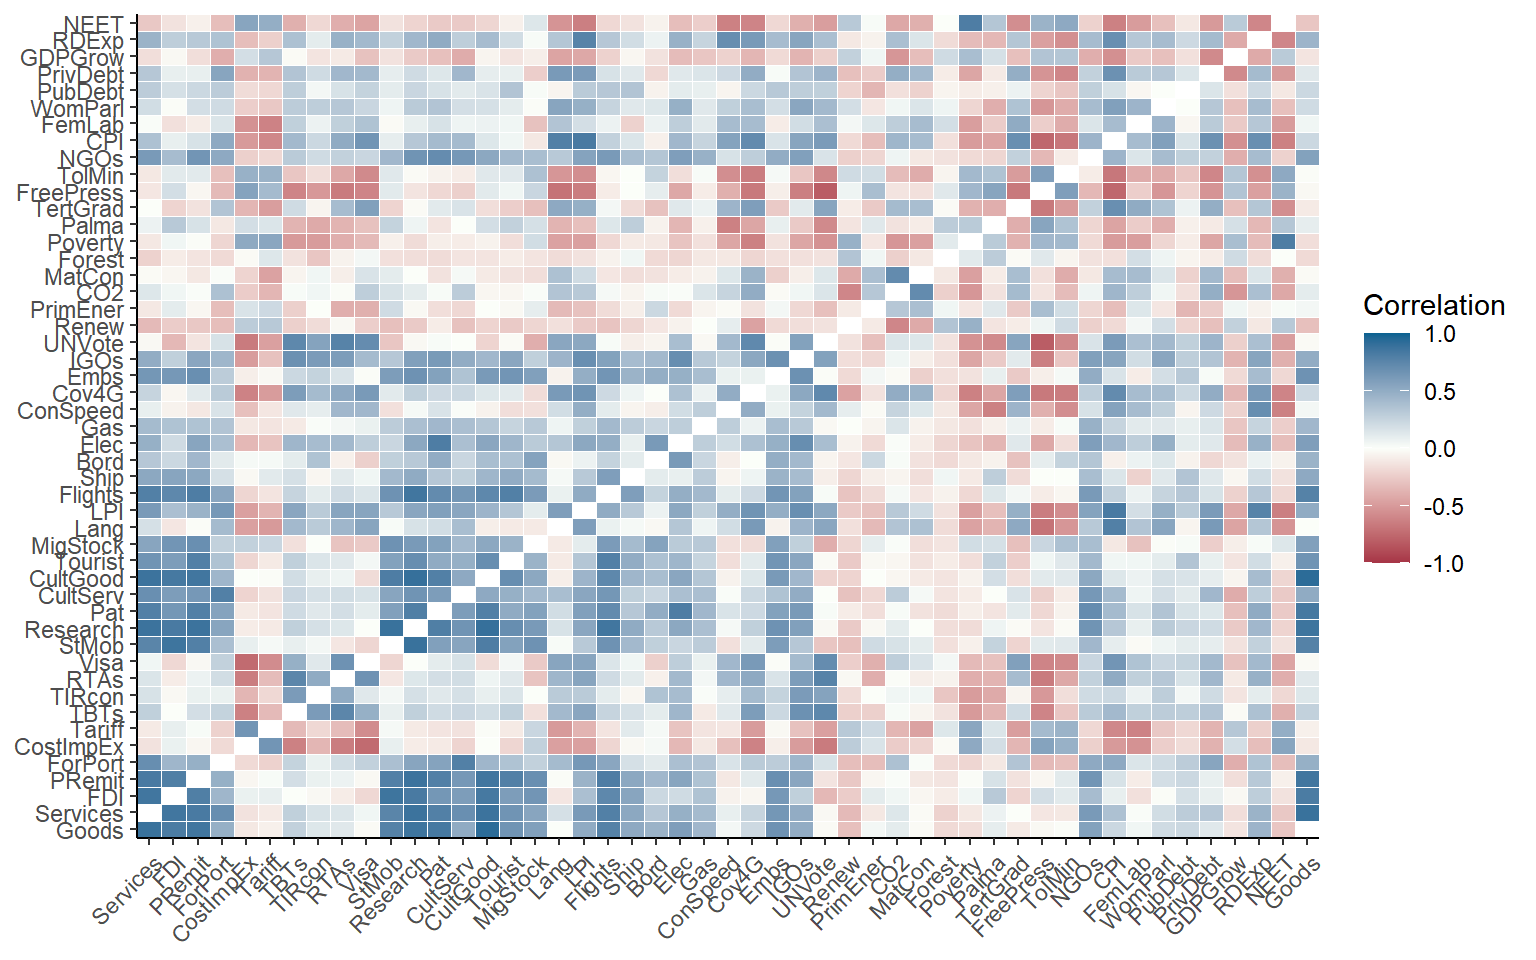 NEET
RDExp
GDPGrow
PrivDebt
PubDebt
WomParl
FemLab
CPI
NGOs
TolMin
FreePress
TertGrad
Palma
Poverty
Forest
MatCon
CO2
PrimEner
Renew
UNVote
IGOs
Embs
Cov4G
ConSpeed
Gas
Elec
Bord
Ship
Flights
LPI
Lang
MigStock
Tourist
CultGood
CultServ
Pat
Research
StMob
Visa
RTAs
TIRcon
TBTs
Tariff
CostImpEx
ForPort
PRemit
FDI
Services
Goods
Services
FDI
PRemit
ForPort
CostImpEx
Tariff
TBTs
TIRcon
RTAs
Visa
StMob
Research
Pat
CultServ
CultGood
Tourist
MigStock
Lang
LPI
Flights
Ship
Bord
Elec
Gas
ConSpeed
Cov4G
Embs
IGOs
UNVote
Renew
PrimEner
CO2
MatCon
Forest
Poverty
Palma
TertGrad
FreePress
TolMin
NGOs
CPI
FemLab
WomParl
PubDebt
PrivDebt
GDPGrow
RDExp
NEET
Goods
Correlation
1.0
0.5
0.0
-0.5
-1.0